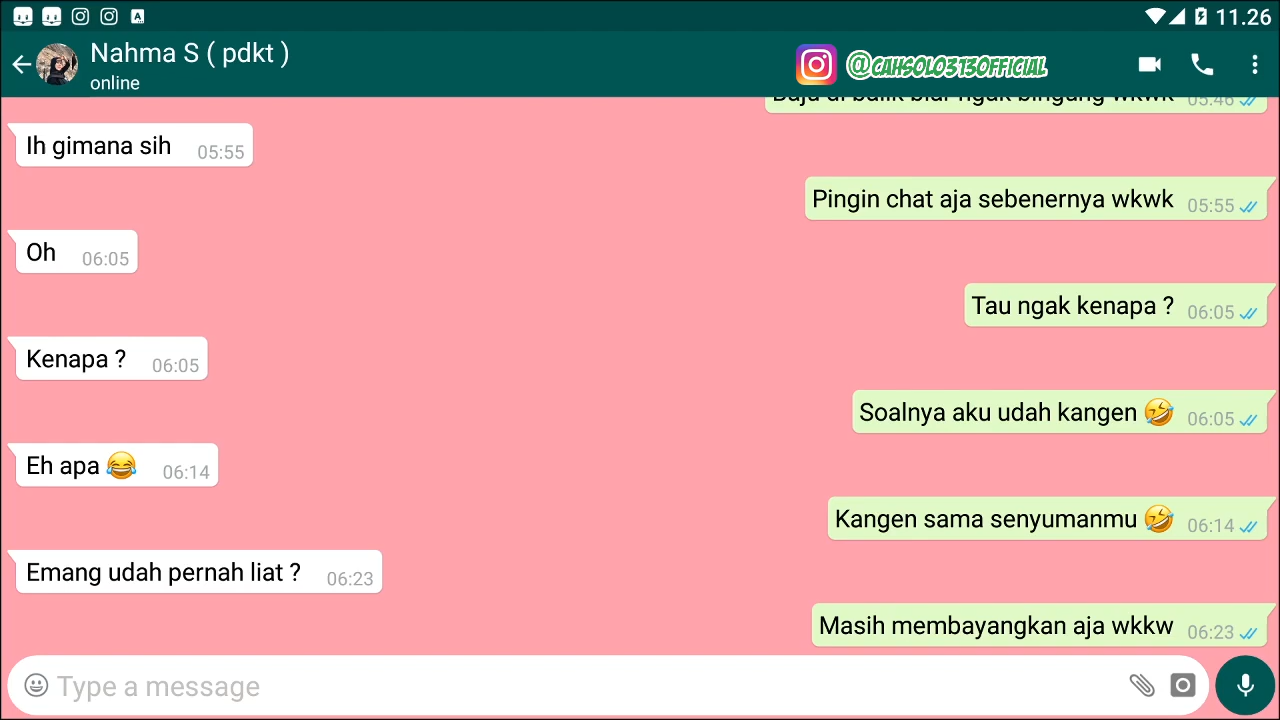 11.26
Nahma S ( pdkt )
online
@CAHSOLO313OFFICIAL
05:46
Ih gimana sih 05:55
Pingin chat aja sebenernya wkwk 05:55
Oh 06:05
Tau ngak kenapa ? 06:05
Kenapa ? 06:05
Soalnya aku udah kangen 🤣 06:05
Eh apa 😂 06:14
Kangen sama senyumanmu 🤣 06:14
Emang udah pernah liat ? 06:23
Masih membayangkan aja wkkw 06:23
Type a message